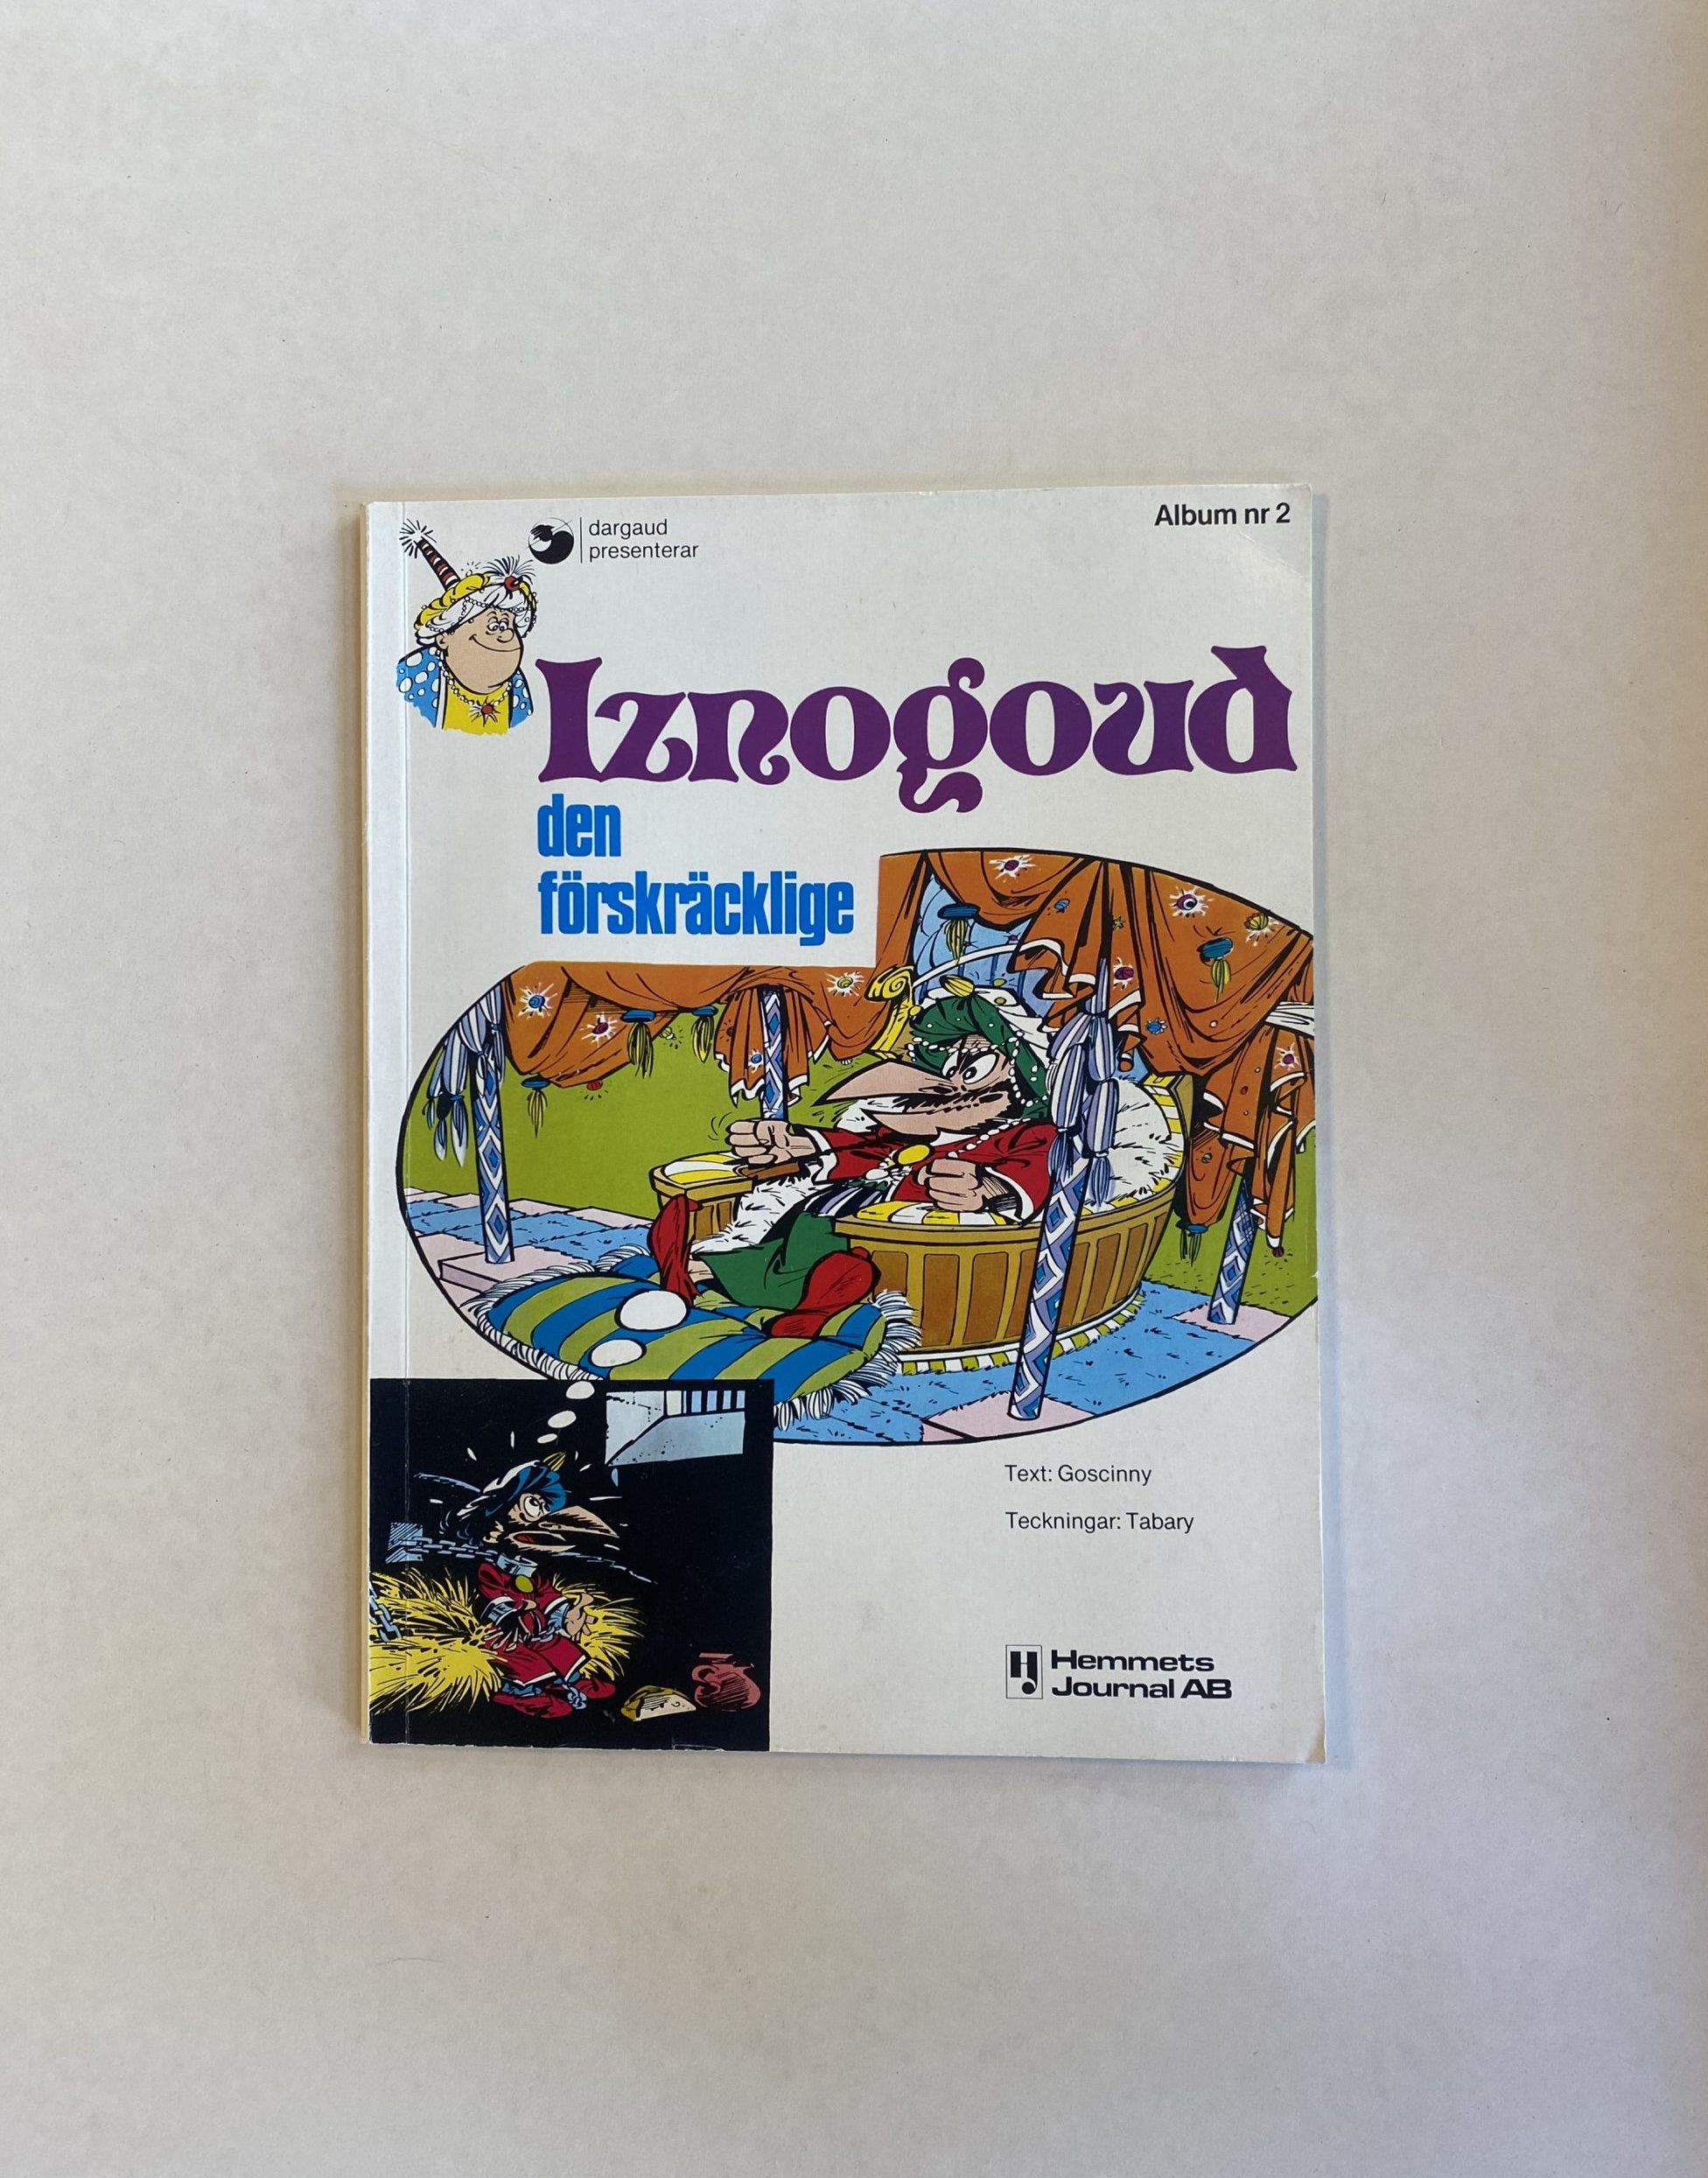 dargaud
presenterar
Album nr 2
Iznogoud
den
förskräcklige
Text: Goscinny
Teckningar: Tabary
Hemmets
Journal AB